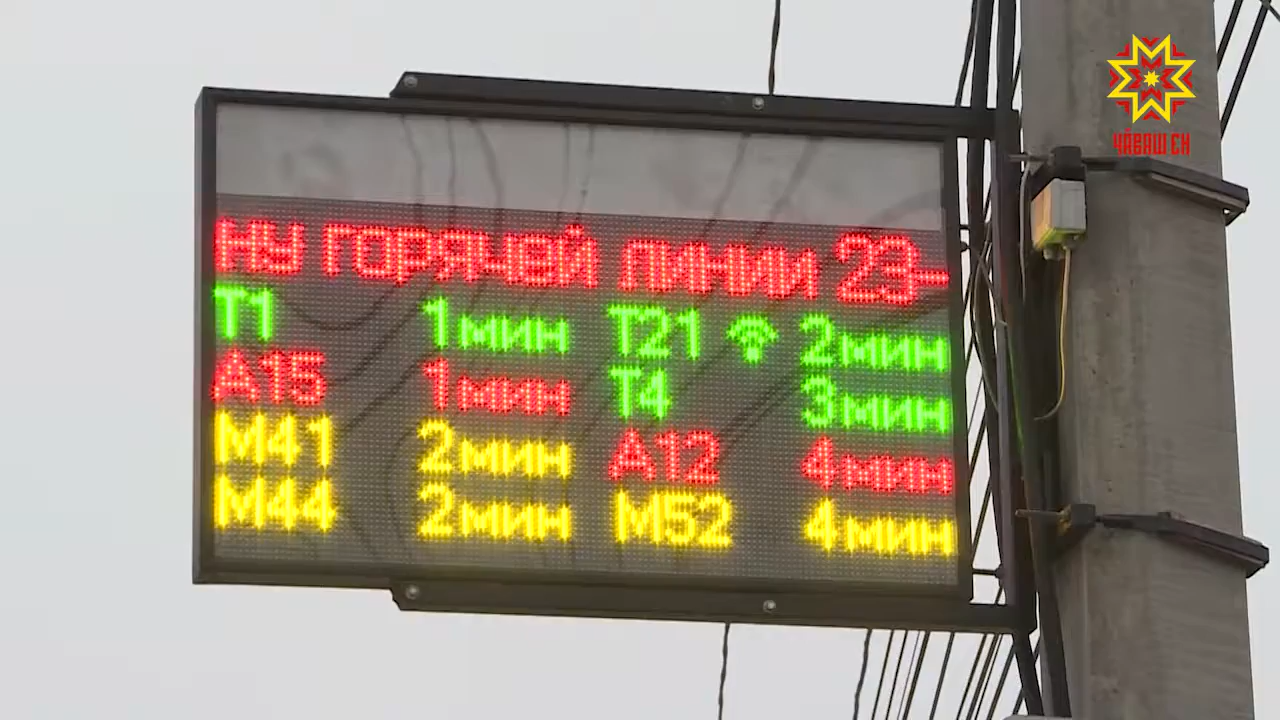 НУ ГОРЯЧЕЙ ЛИНИИ 23-
Т1 1мин Т21 2мин
А15 1мин Т4 3мин
М41 2мин А12 4мин
М44 2мин М52 4мин
ЧĂВАШ ЕН